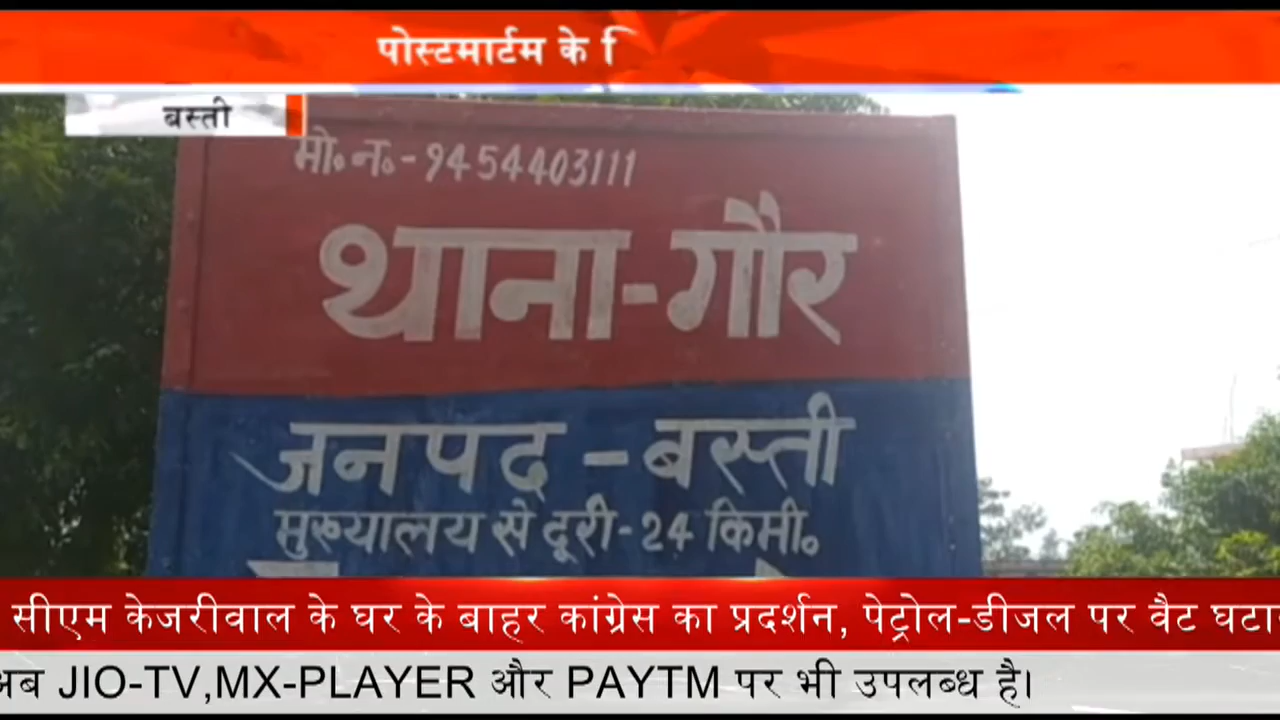 पोस्टमार्टम के
बस्ती
मो॰ न॰ - 9454403111
थाना-गौर
जनपद - बस्ती
मुख्यालय से दूरी-24 किमी॰
सीएम केजरीवाल के घर के बाहर कांग्रेस का प्रदर्शन, पेट्रोल-डीजल पर वैट
अब JIO-TV,MX-PLAYER और PAYTM पर भी उपलब्ध है।